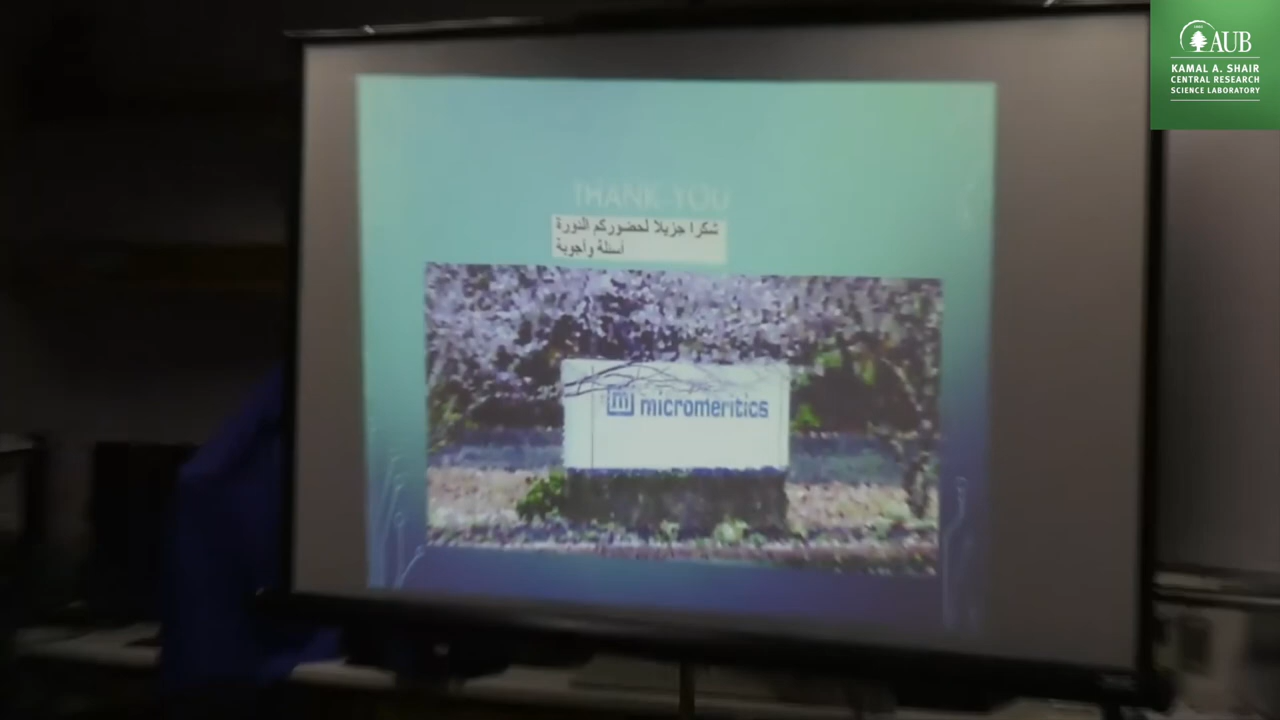 AUB
KAMAL A. SHAIR
CENTRAL RESEARCH
SCIENCE LABORATORY
THANK YOU
شكرا جزيلا لحضوركم الدورة
أسئلة وأجوبة
m micromeritics